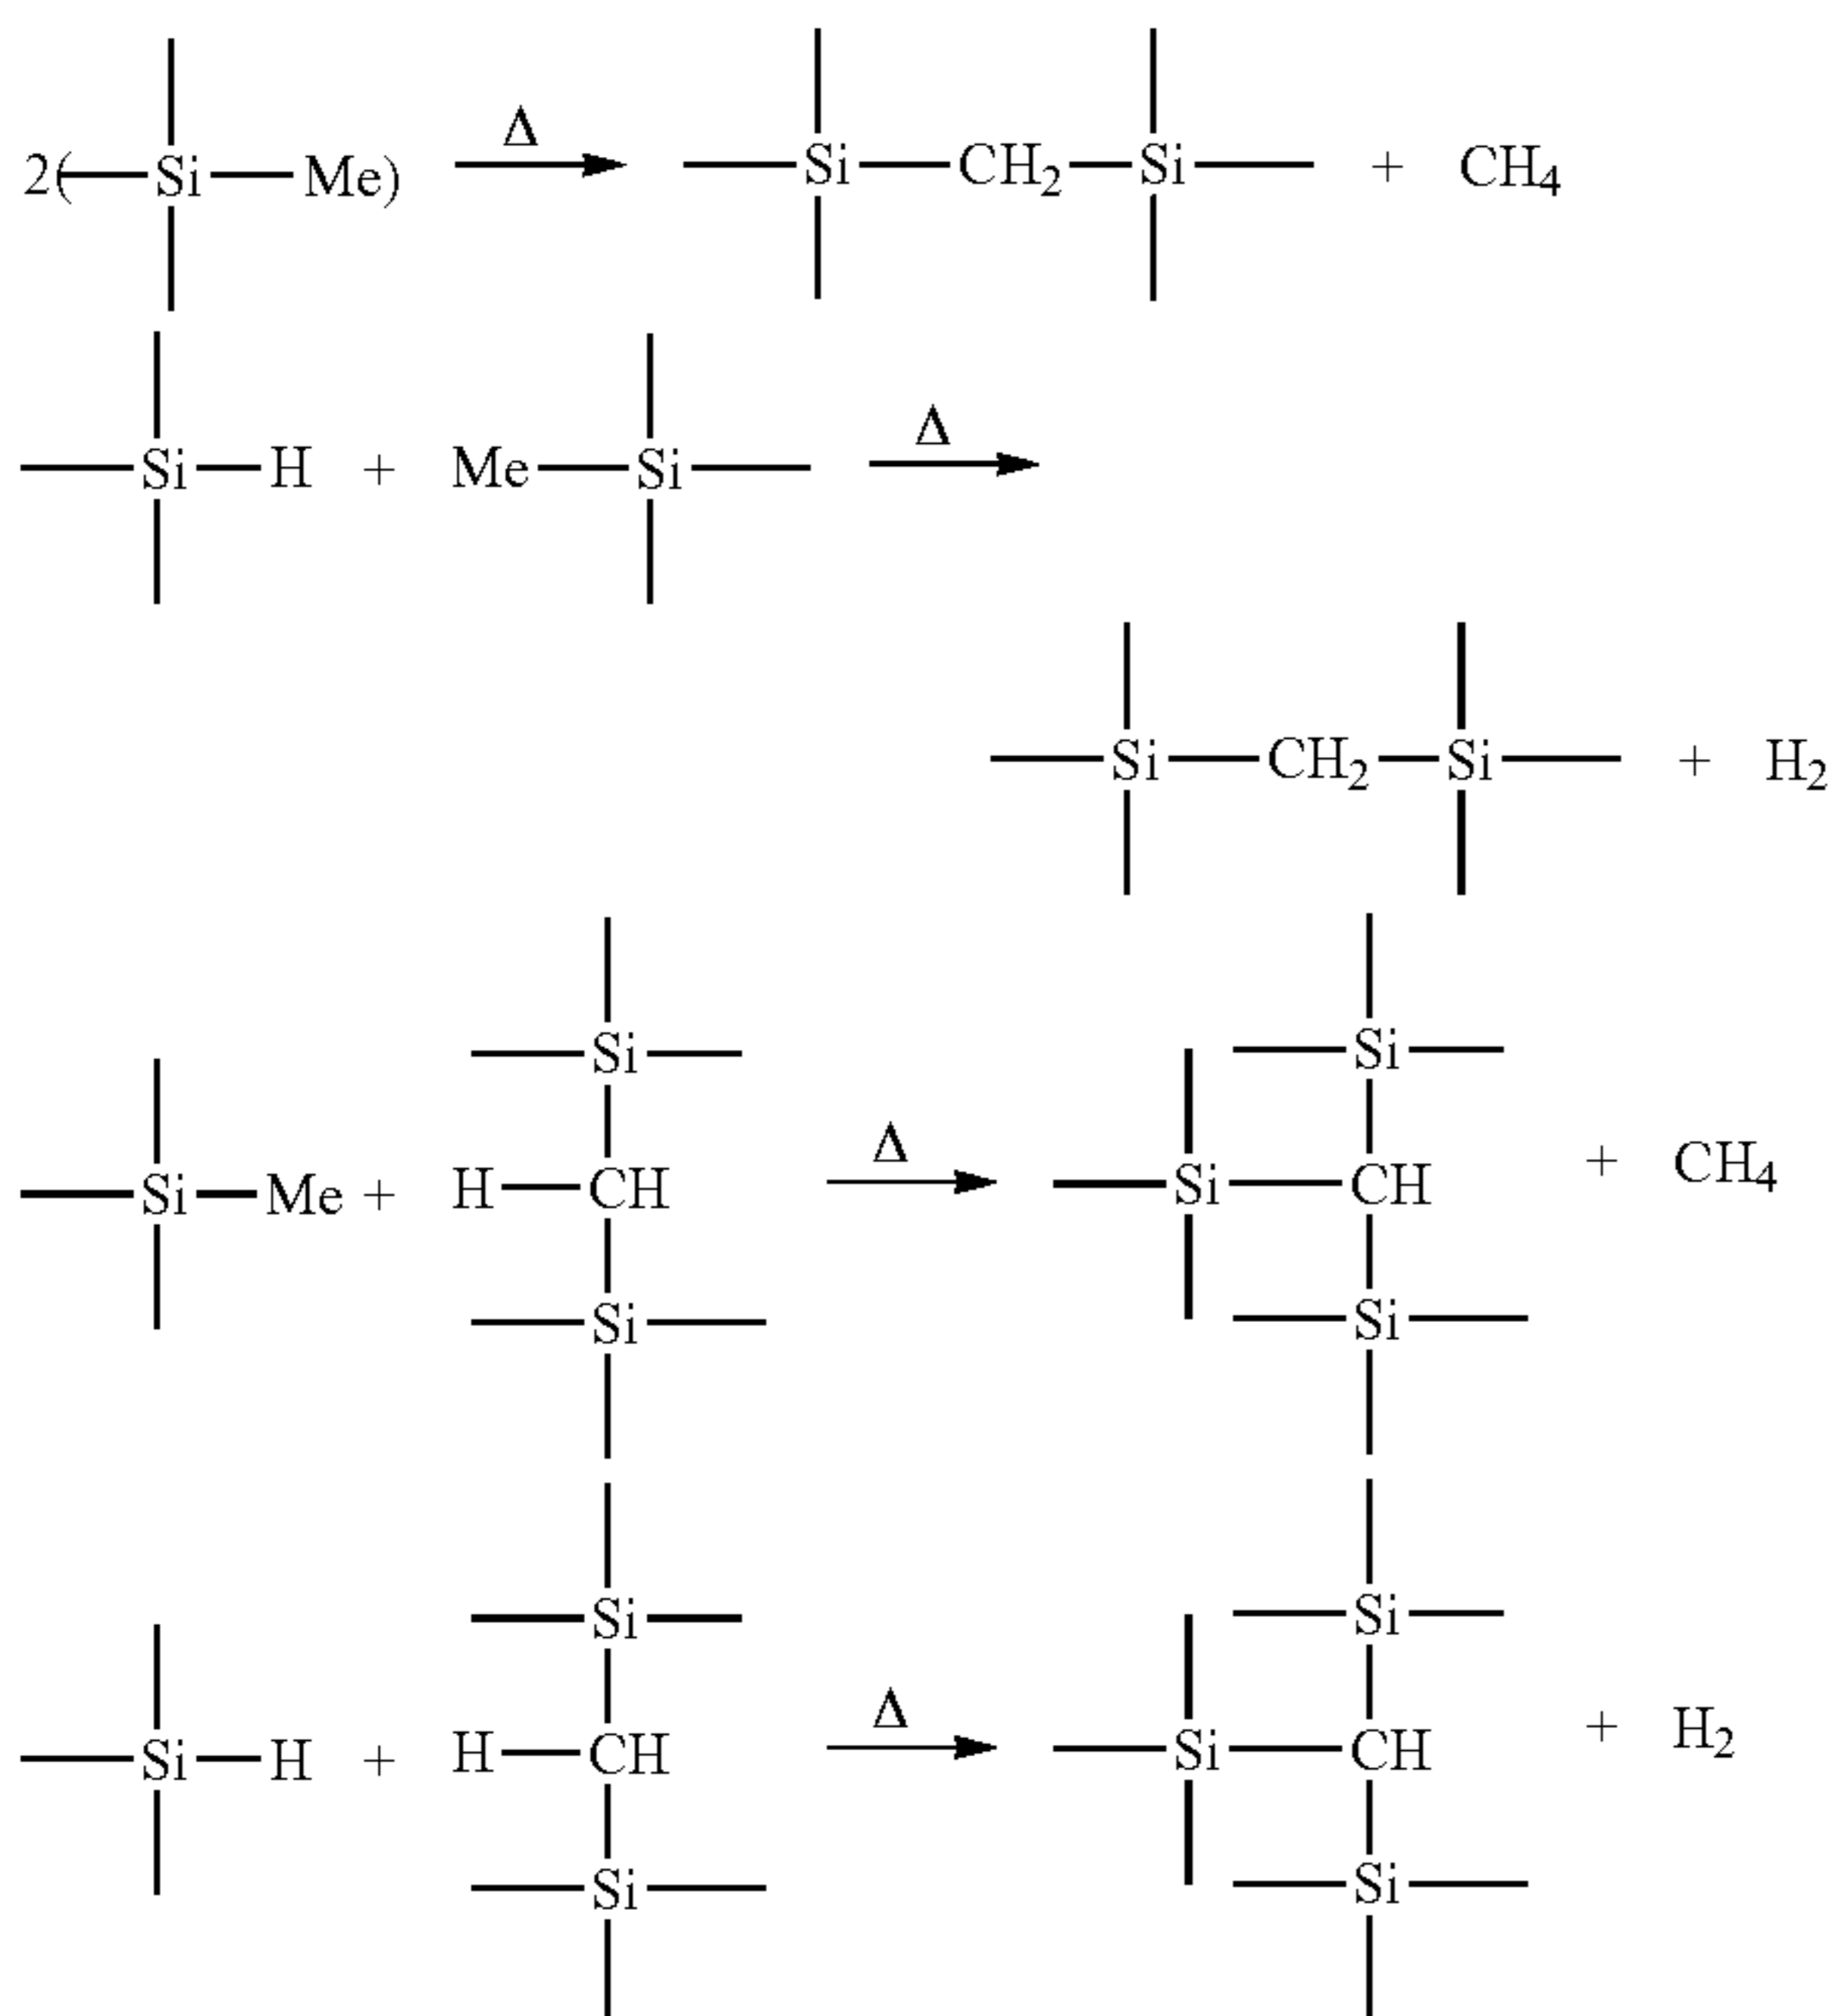 Δ
2(—Si—Me) → —Si—CH₂—Si— + CH₄
Δ
—Si—H + Me—Si— →
—Si—CH₂—Si— + H₂
—Si— —Si—
Δ
—Si—Me + H—CH → —Si—CH + CH₄
—Si— —Si—
—Si— —Si—
Δ
—Si—H + H—CH → —Si—CH + H₂
—Si— —Si—